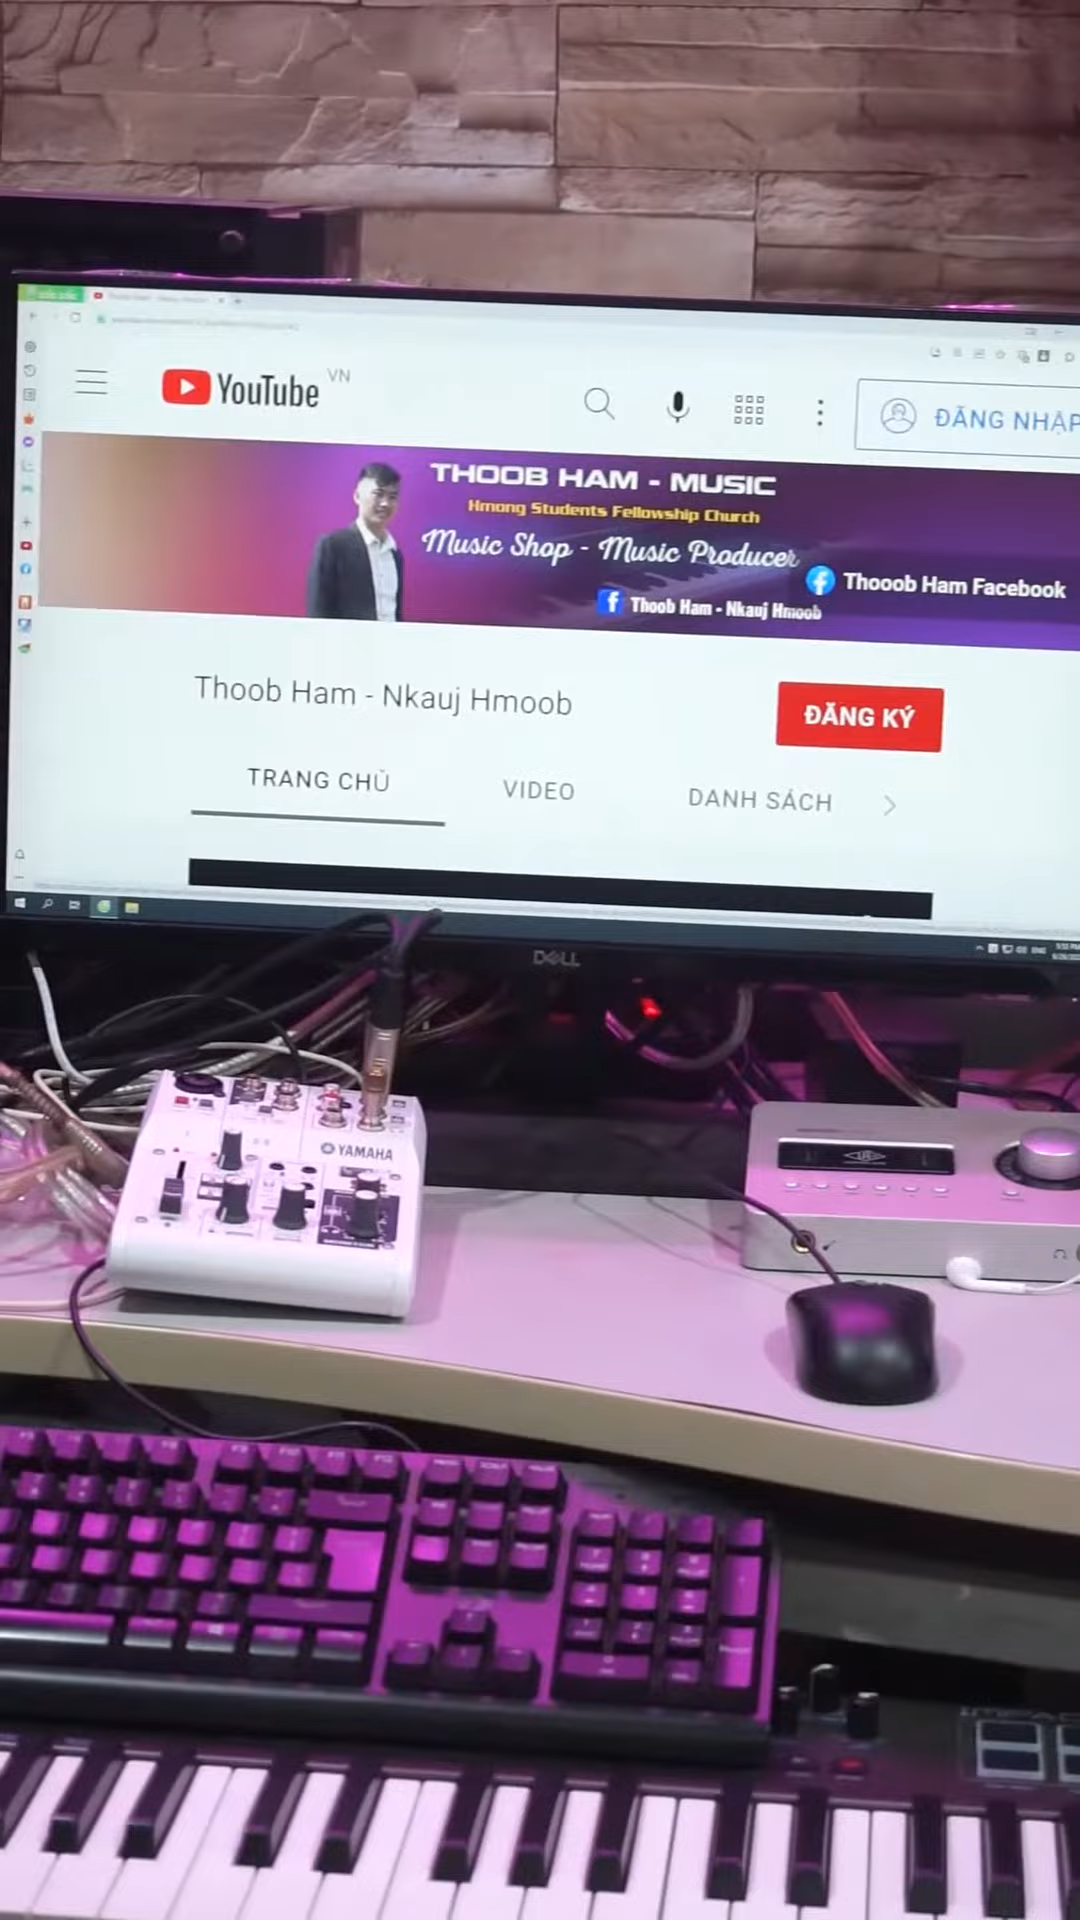 YouTube VN
ĐĂNG NHẬP
THOOB HAM - MUSIC
Hmong Students Fellowship Church
Music Shop - Music Producer
Thooob Ham Facebook
Thoob Ham - Nkauj Hmoob
Thoob Ham - Nkauj Hmoob
ĐĂNG KÝ
TRANG CHỦ
VIDEO
DANH SÁCH
DELL
YAMAHA